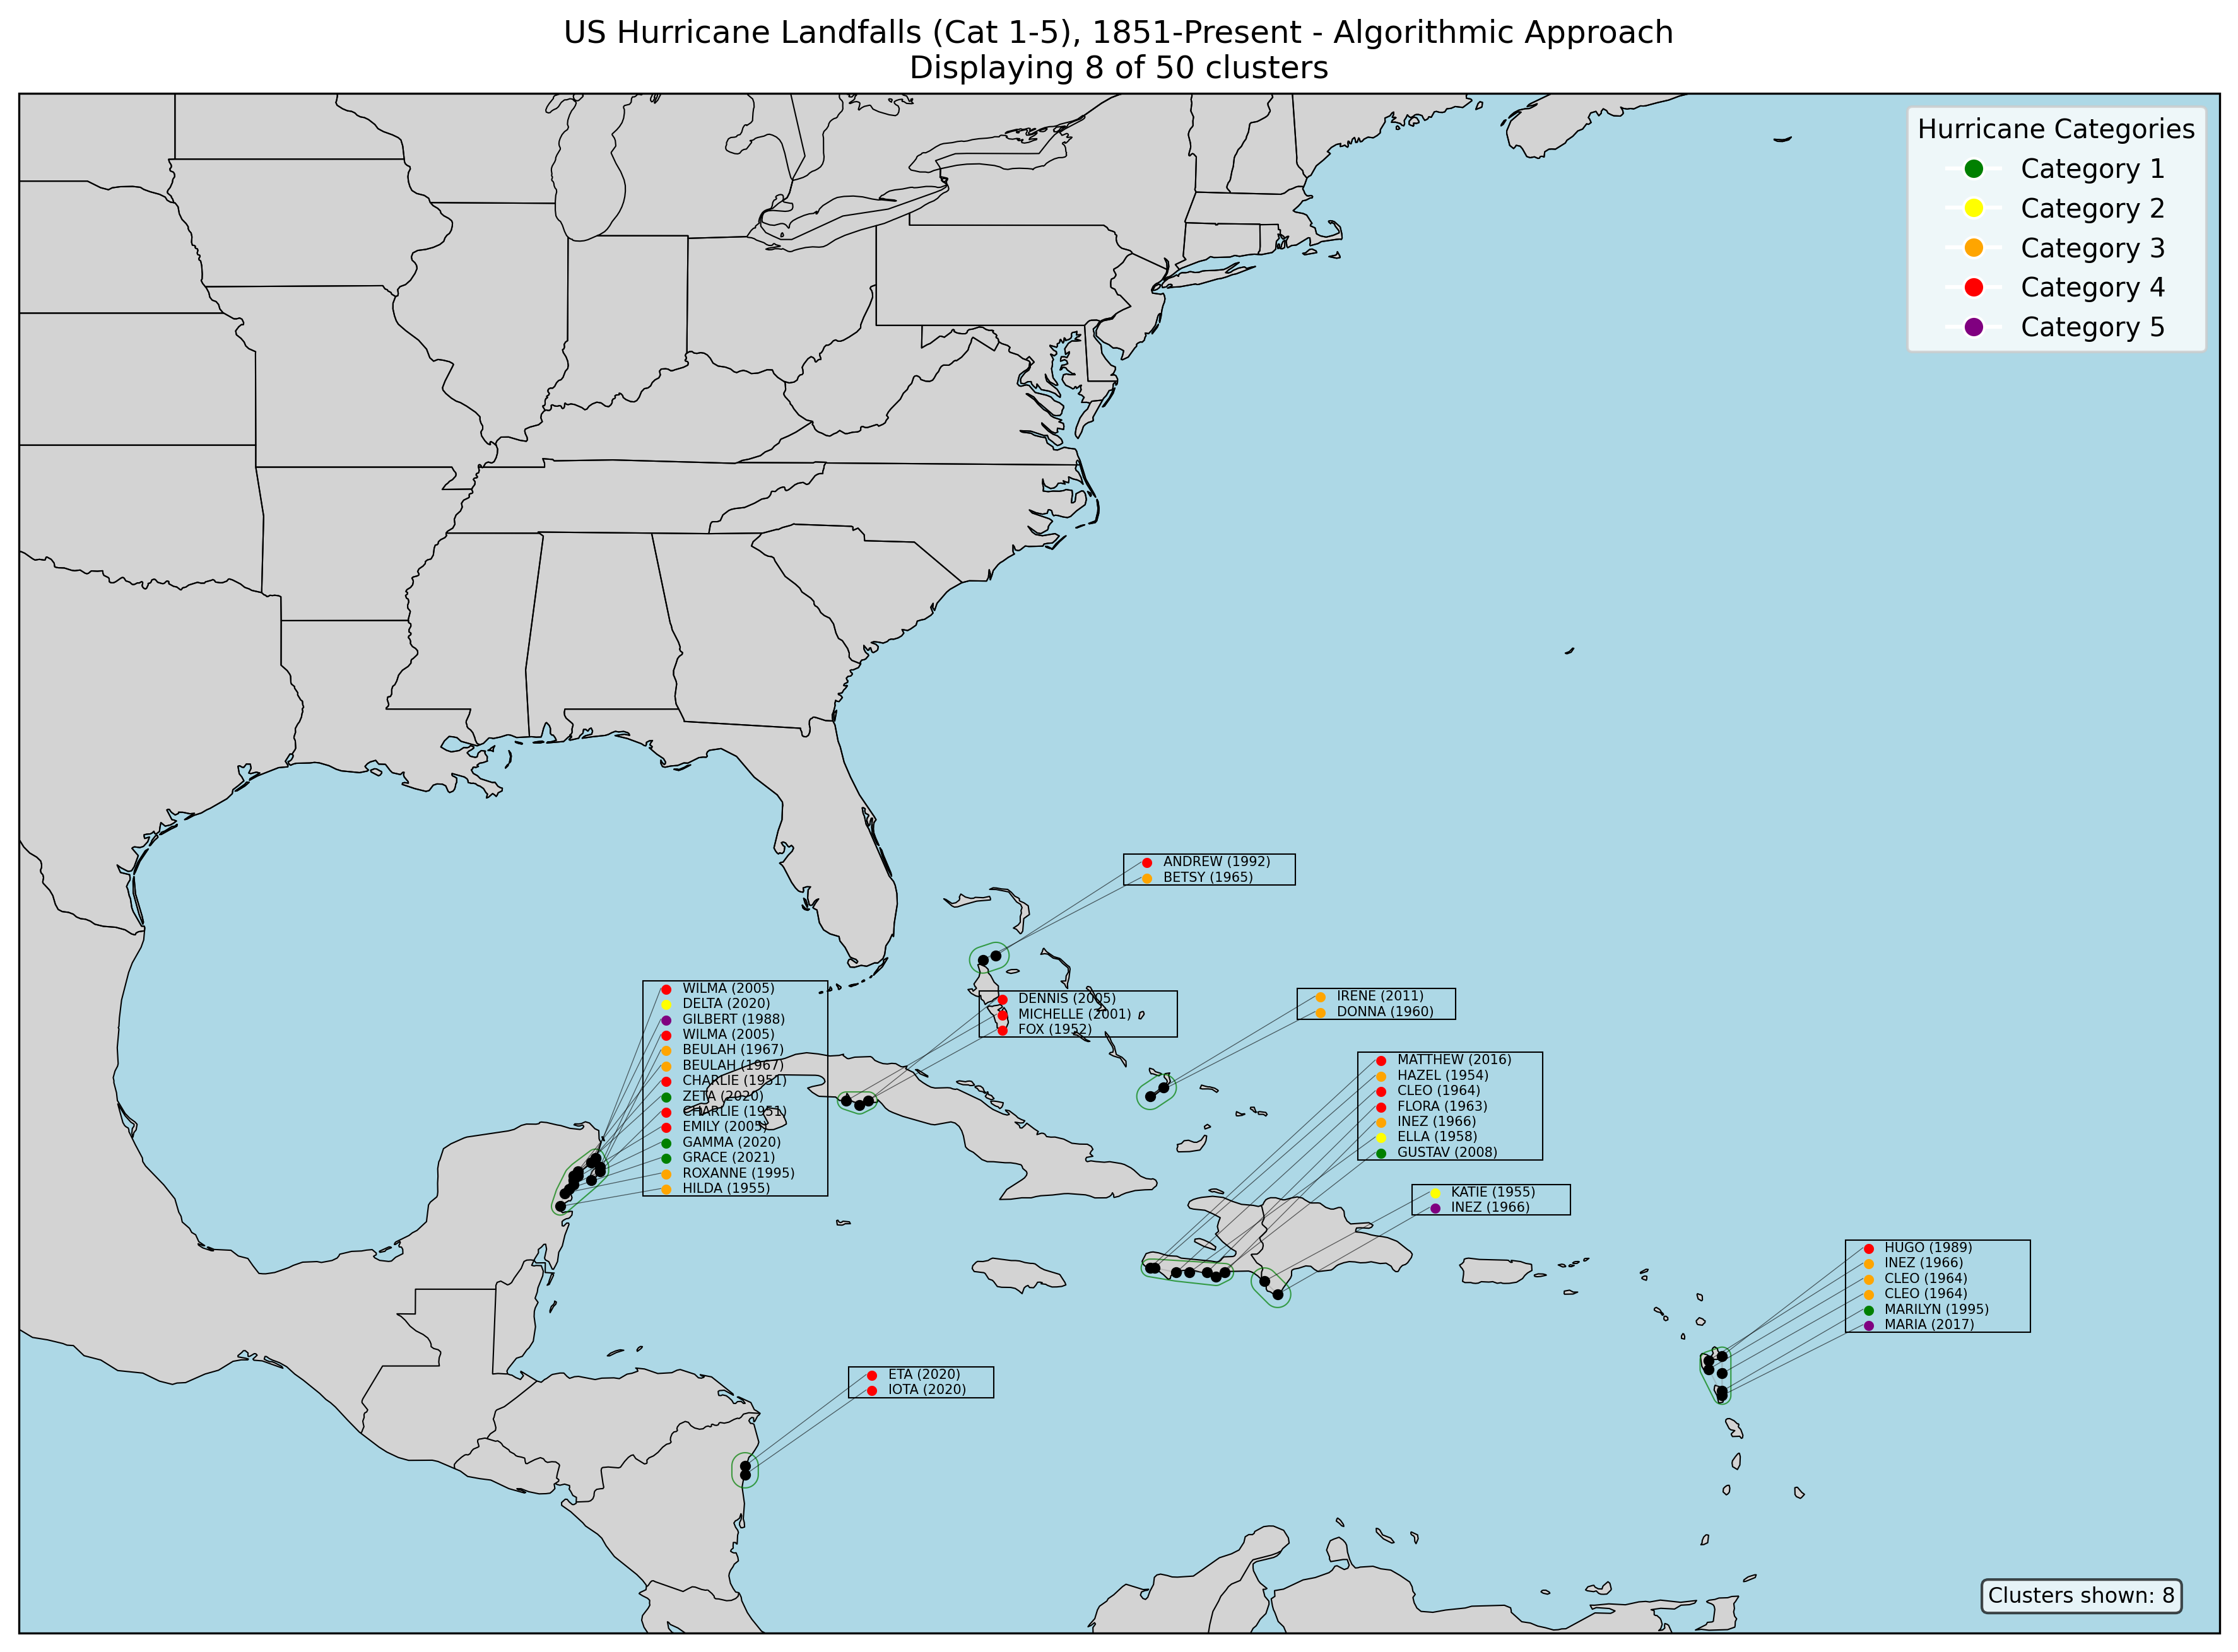 US Hurricane Landfalls (Cat 1-5), 1851-Present - Algorithmic Approach
Displaying 8 of 50 clusters
Hurricane Categories
Category 1
Category 2
Category 3
Category 4
Category 5
ANDREW (1992)
BETSY (1965)
WILMA (2005)
DELTA (2020)
GILBERT (1988)
WILMA (2005)
BEULAH (1967)
BEULAH (1967)
CHARLIE (1951)
ZETA (2020)
CHARLIE (1951)
EMILY (2005)
GAMMA (2020)
GRACE (2021)
ROXANNE (1995)
HILDA (1955)
DENNIS (2005)
MICHELLE (2001)
FOX (1952)
IRENE (2011)
DONNA (1960)
MATTHEW (2016)
HAZEL (1954)
CLEO (1964)
FLORA (1963)
INEZ (1966)
ELLA (1958)
GUSTAV (2008)
KATIE (1955)
INEZ (1966)
HUGO (1989)
INEZ (1966)
CLEO (1964)
CLEO (1964)
MARILYN (1995)
MARIA (2017)
ETA (2020)
IOTA (2020)
Clusters shown: 8